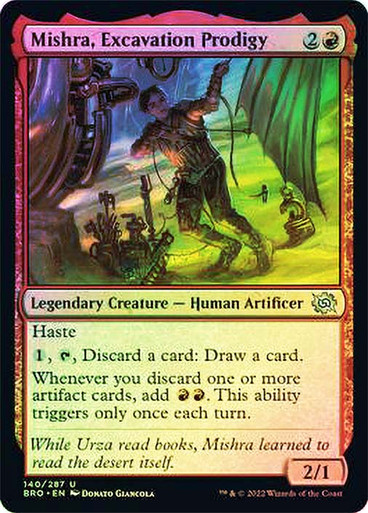 Mishra, Excavation Prodigy 2
Legendary Creature — Human Artificer
Haste
1, Discard a card: Draw a card.
Whenever you discard one or more
artifact cards, add . This ability
triggers only once each turn.
While Urza read books, Mishra learned to
read the desert itself.
2/1
140/287 U
BRO • EN Donato Giancola
™ & © 2022 Wizards of the Coast